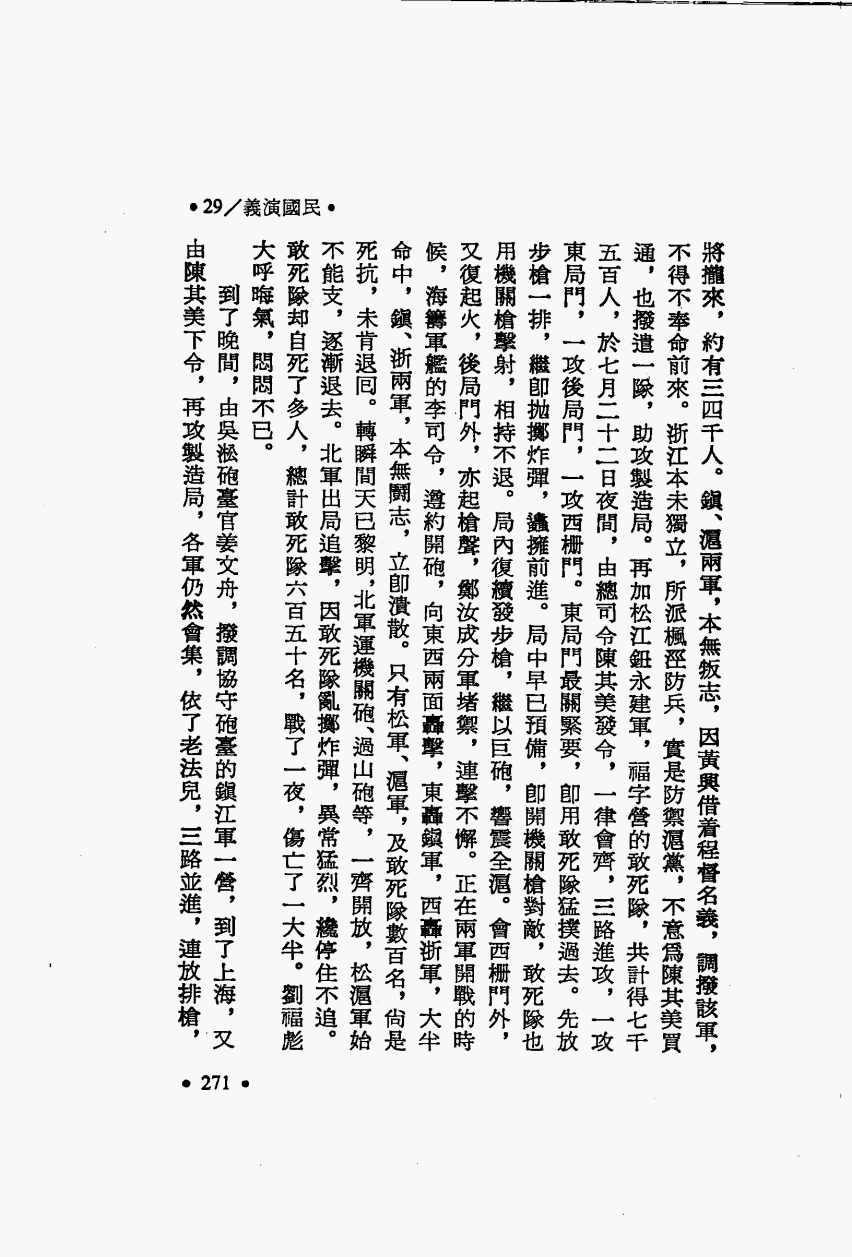 •29／義演國民•
將攏來，約有三四千人。鎭、滬兩軍，本無叛志，因黃興借着程督名義，調撥該軍，
不得不奉命前來。浙江本未獨立，所派楓涇防兵，實是防禦滬黨，不意爲陳其美買
通，也撥遣一隊，助攻製造局。再加松江鈕永建軍，福字營的敢死隊，共計得七千
五百人，於七月二十二日夜間，由總司令陳其美發令，一律會齊，三路進攻，一攻
東局門，一攻後局門，一攻西柵門。東局門最關緊要，卽用敢死隊猛撲過去。先放
步槍一排，繼卽拋擲炸彈，蠭擁前進。局中早已預備，卽開機關槍對敵，敢死隊也
用機關槍擊射，相持不退。局內復續發步槍，繼以巨砲，響震全滬。會西柵門外，
又復起火，後局門外，亦起槍聲，鄭汝成分軍堵禦，連擊不懈。正在兩軍開戰的時
候，海籌軍艦的李司令，遵約開砲，向東西兩面轟擊，東轟鎭軍，西轟浙軍，大半
命中，鎭、浙兩軍，本無鬭志，立卽潰散。只有松軍、滬軍，及敢死隊數百名，尙是
死抗，未肯退囘。轉瞬間天已黎明，北軍運機關砲、過山砲等，一齊開放，松滬軍始
不能支，逐漸退去。北軍出局追擊，因敢死隊亂擲炸彈，異常猛烈，纔停住不追。
敢死隊却自死了多人，總計敢死隊六百五十名，戰了一夜，傷亡了一大半。劉福彪
大呼晦氣，悶悶不已。
到了晚間，由吳淞砲臺官姜文舟，撥調協守砲臺的鎭江軍一營，到了上海，又
由陳其美下令，再攻製造局，各軍仍然會集，依了老法兒，三路並進，連放排槍，
•271•